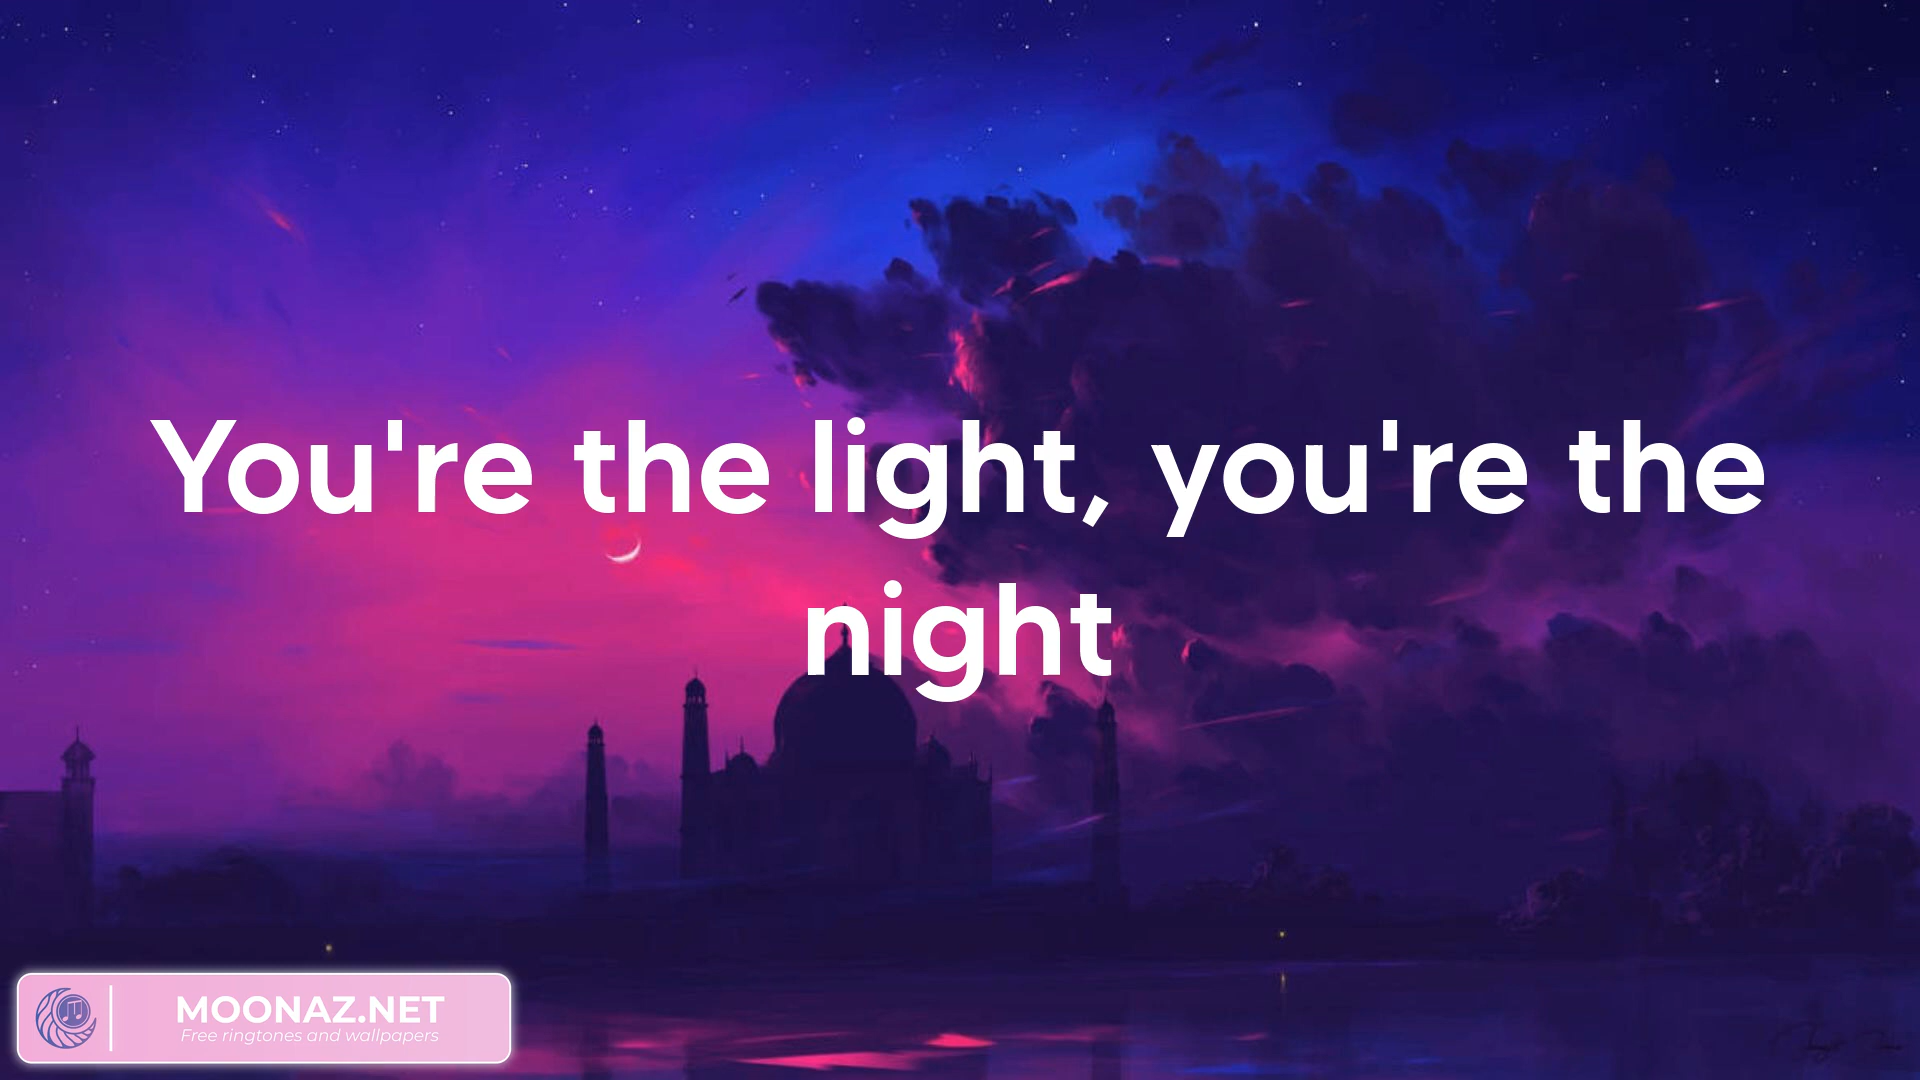 You're the light, you're the
night
MOONAZ.NET
Free ringtones and wallpapers